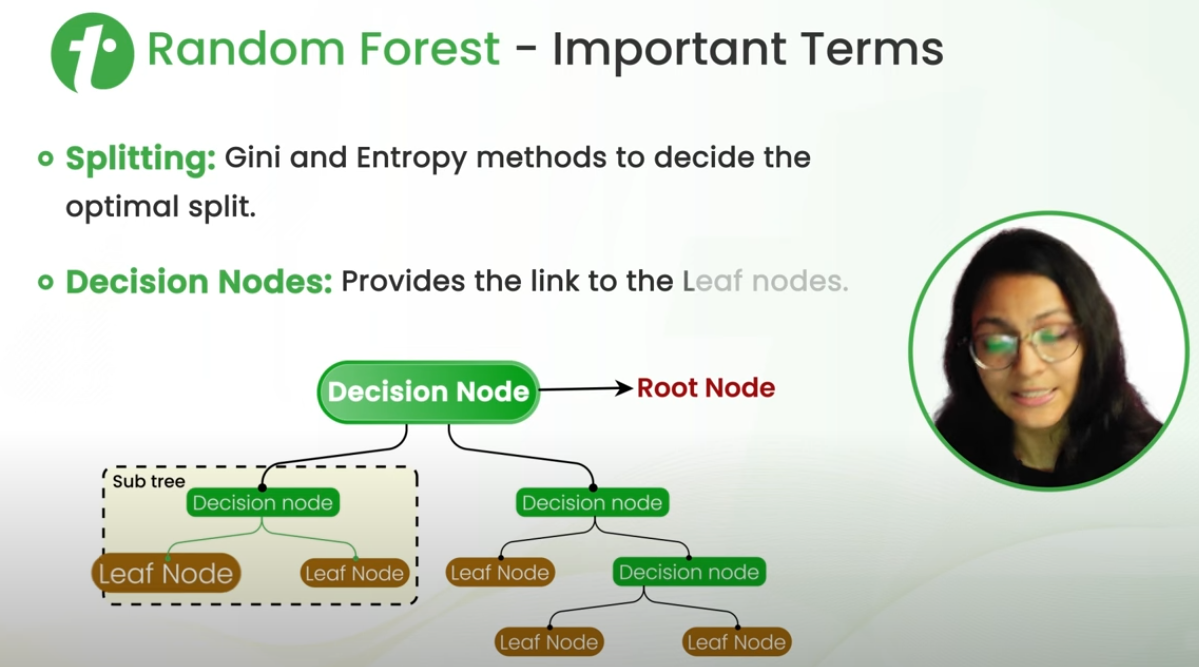 Random Forest - Important Terms
Splitting: Gini and Entropy methods to decide the
optimal split.
Decision Nodes: Provides the link to the Leaf nodes.
Decision Node
Root Node
Sub tree
Decision node
Decision node
Leaf Node
Leaf Node
Leaf Node
Decision node
Leaf Node
Leaf Node